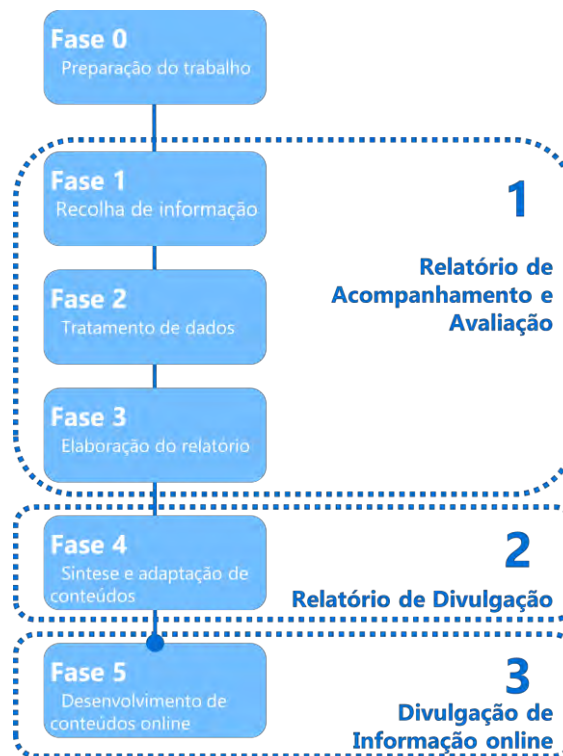 Fase 0
Preparação do trabalho
Fase 1
Recolha de informação
1
Relatório de
Acompanhamento e
Avaliação
Fase 2
Tratamento de dados
Fase 3
Elaboração do relatório
Fase 4
Sintese e adaptação de
conteúdos
2
Relatório de Divulgação
Fase 5
Desenvolvimento de
conteúdos online
3
Divulgação de
Informação online